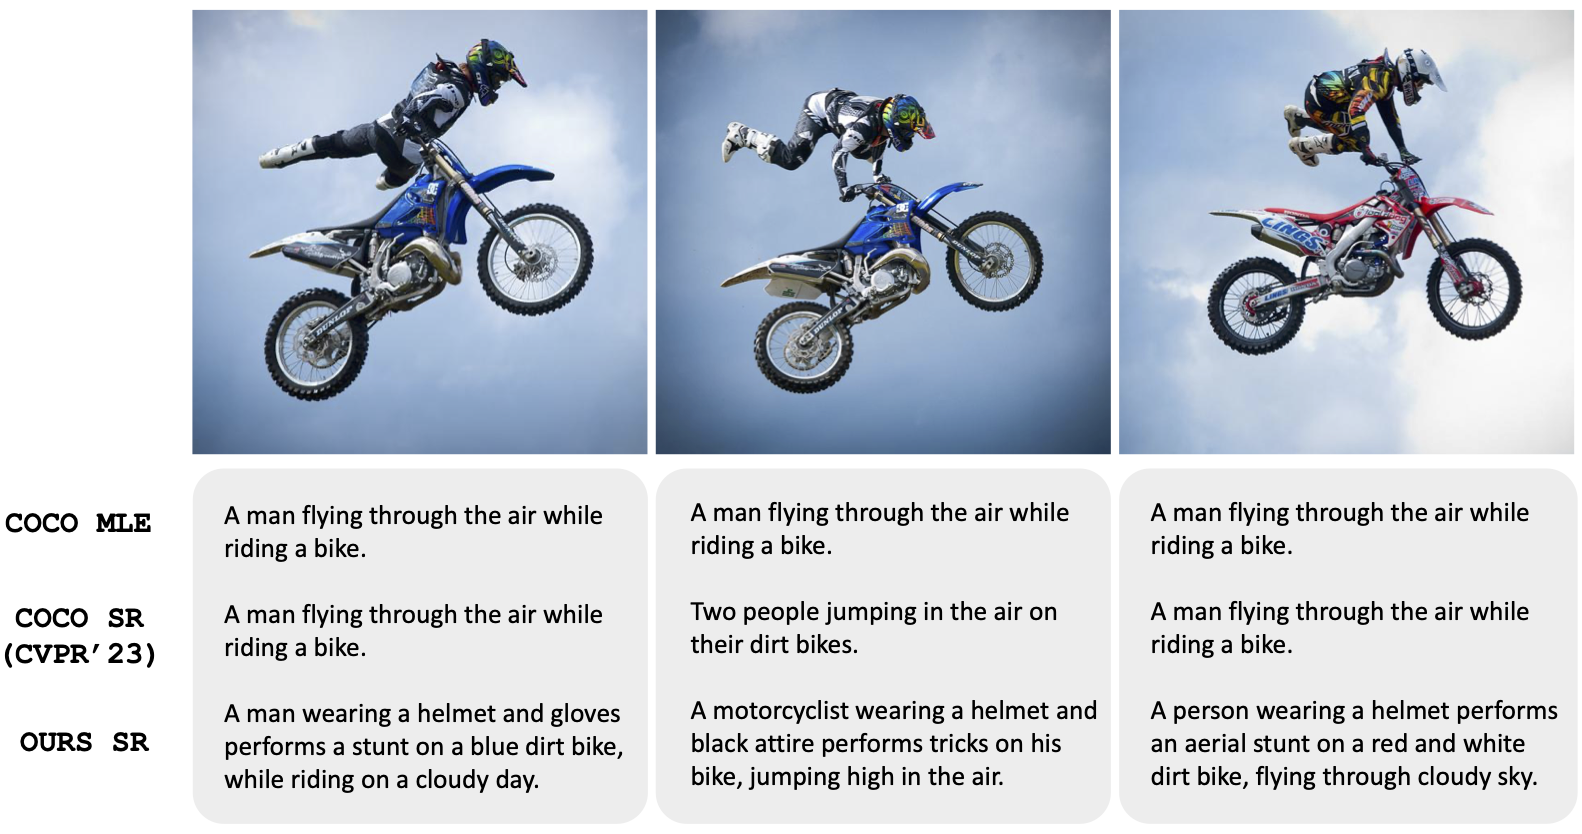 DUNLOP
DC
DUNLOP
LINGS
LINGS
COCO MLE
A man flying through the air while
riding a bike.
A man flying through the air while
riding a bike.
A man flying through the air while
riding a bike.
COCO SR
(CVPR’23)
A man flying through the air while
riding a bike.
Two people jumping in the air on
their dirt bikes.
A man flying through the air while
riding a bike.
OURS SR
A man wearing a helmet and gloves
performs a stunt on a blue dirt bike,
while riding on a cloudy day.
A motorcyclist wearing a helmet and
black attire performs tricks on his
bike, jumping high in the air.
A person wearing a helmet performs
an aerial stunt on a red and white
dirt bike, flying through cloudy sky.